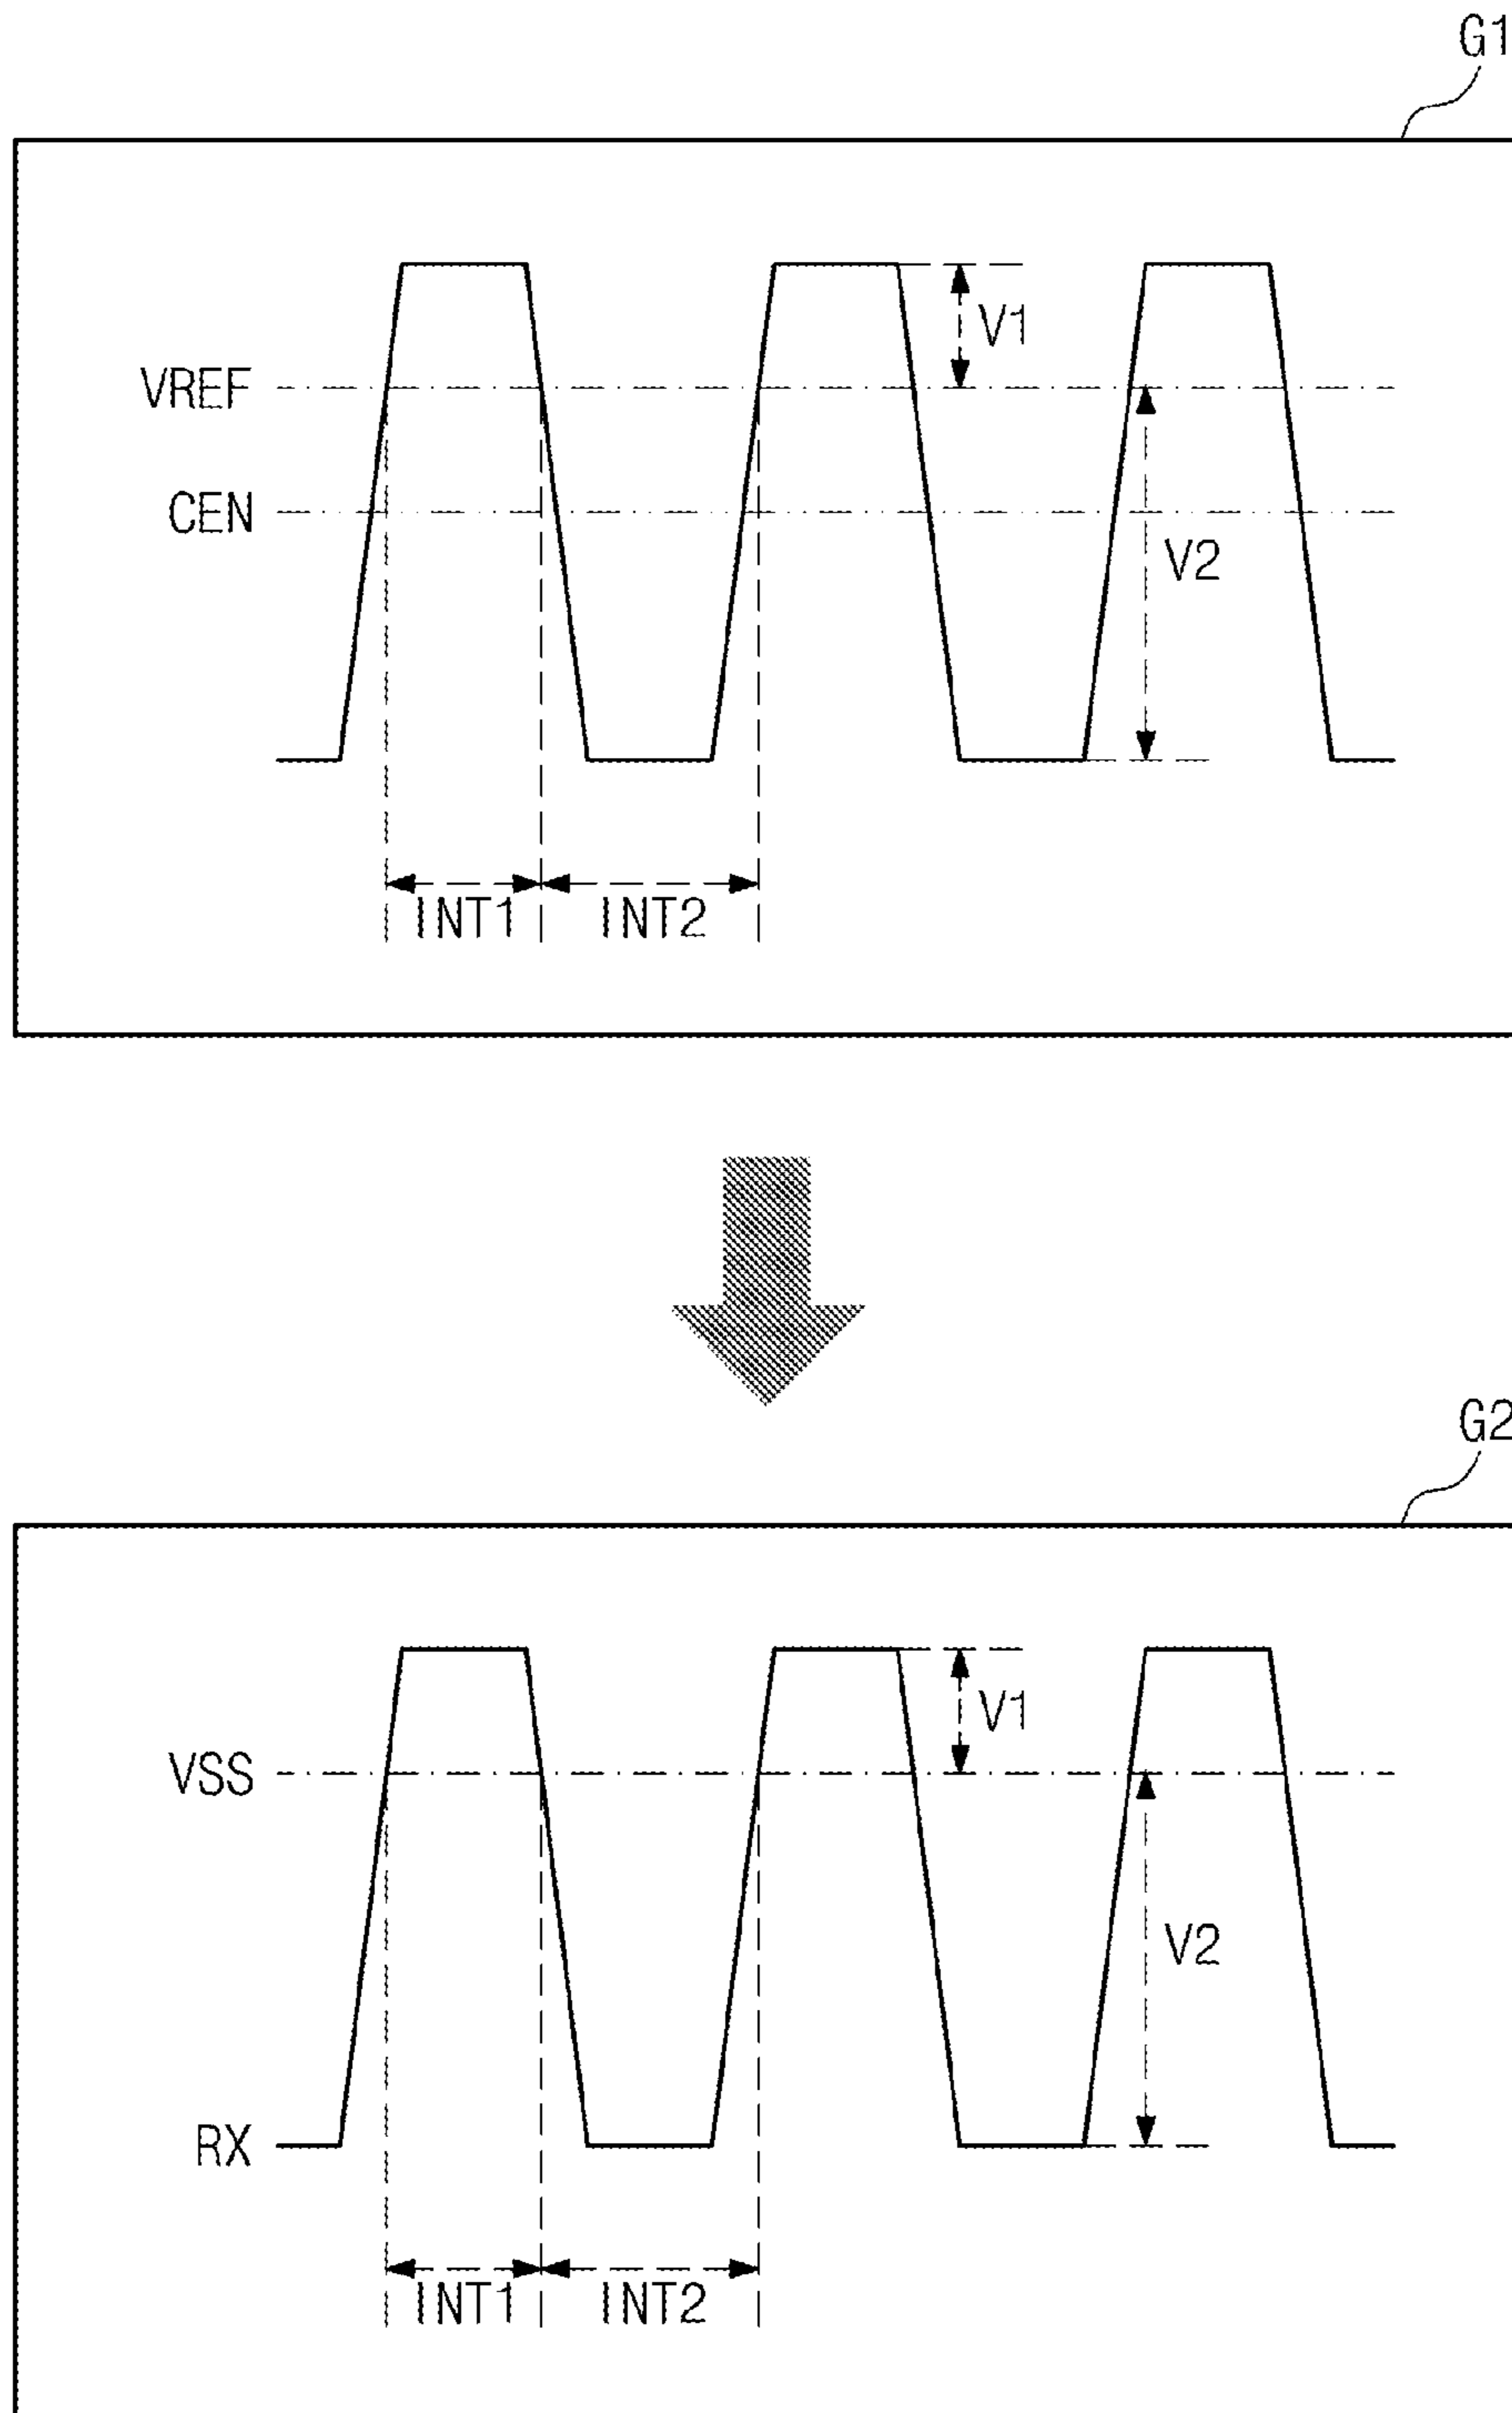 G1
V1
VREF
CEN
V2
INT1 INT2
G2
V1
VSS
V2
RX
INT1 INT2